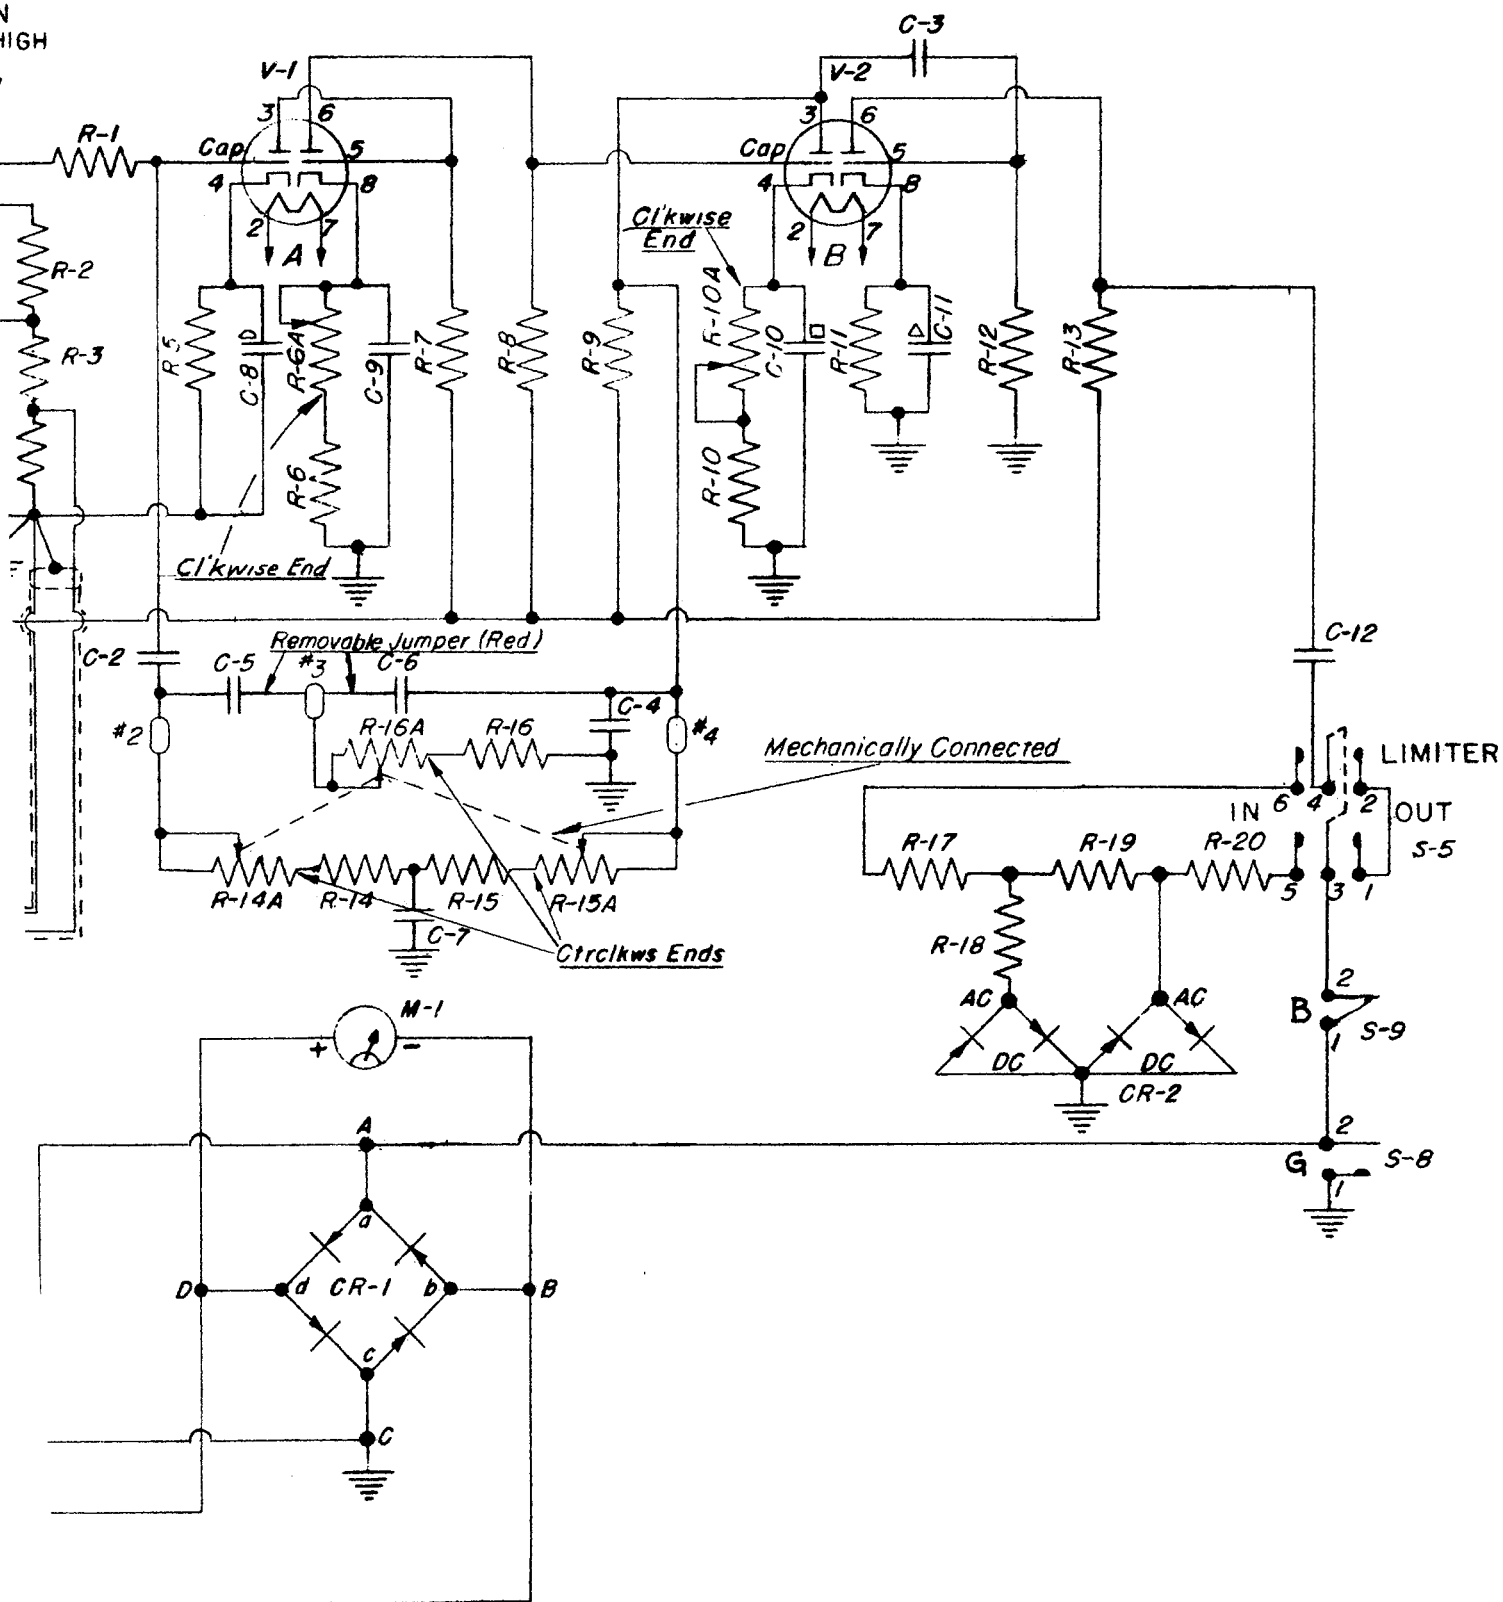 N
HIGH
C-3
V-1
V-2
3 6
3 6
R-1
Cap
5
Cap
5
4
8
4
8
2 7
2 7
A
B
Cl'kwise
End
R-2
R-3
R5
C-8
R-6A
C-9
R-7
R-8
R-9
R-10A
C-10
R-11
C-11
R-12
R-13
R-6
R-10
Cl'kwise End
Removable Jumper (Red)
C-2
C-5
#3
C-6
C-12
C-4
#2
R-16A
R-16
#4
Mechanically Connected
LIMITER
6 4 2
IN
OUT
S-5
R-17
R-19
R-20
5 3 1
R-14A
R-14
R-15
R-15A
C-7
Ctrclkws Ends
R-18
AC
AC
2
B
S-9
1
DC
DC
CR-2
M-1
+ -
A
2
G
S-8
1
a
D
d
CR-1
b
B
c
C